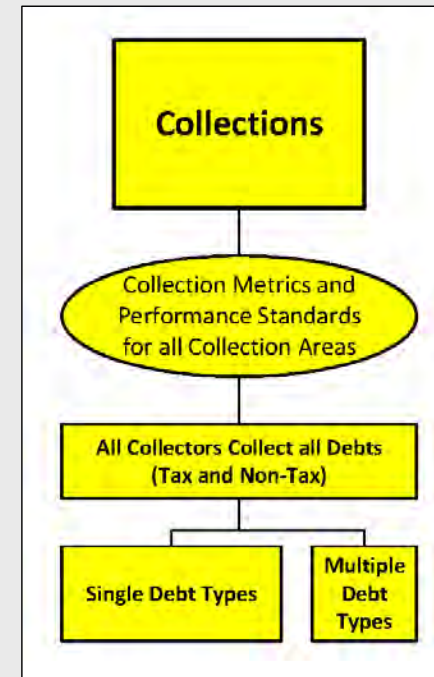 Collections
Collection Metrics and
Performance Standards
for all Collection Areas
All Collectors Collect all Debts
(Tax and Non-Tax)
Single Debt Types
Multiple
Debt
Types